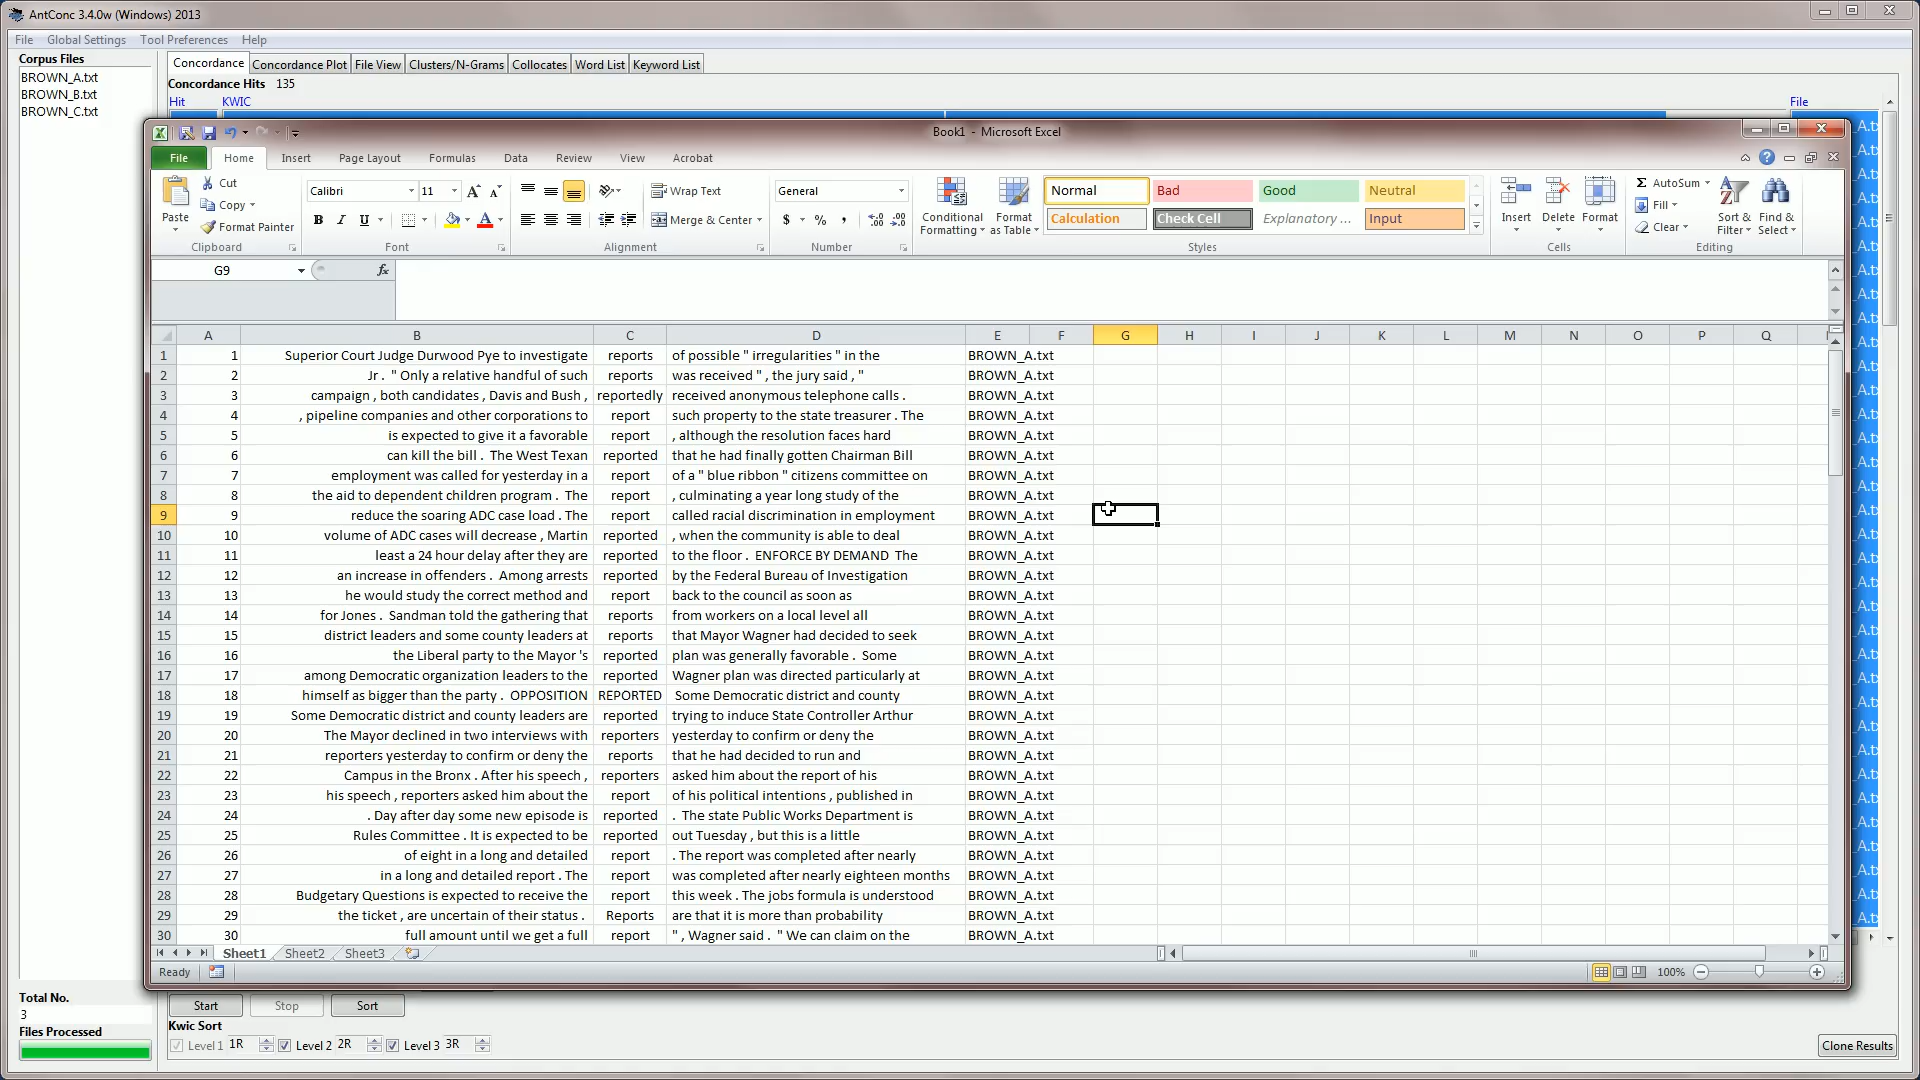 AntConc 3.4.0w (Windows) 2013
File Global Settings Tool Preferences Help
Corpus Files
BROWN_A.txt
BROWN_B.txt
BROWN_C.txt
Concordance Concordance Plot File View Clusters/N-Grams Collocates Word List Keyword List
Concordance Hits 135
Hit KWIC File
Book1 - Microsoft Excel
File Home Insert Page Layout Formulas Data Review View Acrobat
Paste Cut Copy Format Painter Clipboard
Calibri 11 B I U Font
Wrap Text Merge & Center Alignment
General $ % , Number
Conditional Formatting Format as Table
Normal Bad Good Neutral
Calculation Check Cell Explanatory ... Input
Styles
Insert Delete Format Cells
AutoSum Fill Clear Sort & Filter Find & Select Editing
G9 fx
A B C D E F G H I J K L M N O P Q
1 1 Superior Court Judge Durwood Pye to investigate reports of possible " irregularities " in the BROWN_A.txt
2 2 Jr . " Only a relative handful of such reports was received " , the jury said , " BROWN_A.txt
3 3 campaign , both candidates , Davis and Bush , reportedly received anonymous telephone calls . BROWN_A.txt
4 4 , pipeline companies and other corporations to report such property to the state treasurer . The BROWN_A.txt
5 5 is expected to give it a favorable report , although the resolution faces hard BROWN_A.txt
6 6 can kill the bill . The West Texan reported that he had finally gotten Chairman Bill BROWN_A.txt
7 7 employment was called for yesterday in a report of a " blue ribbon " citizens committee on BROWN_A.txt
8 8 the aid to dependent children program . The report , culminating a year long study of the BROWN_A.txt
9 9 reduce the soaring ADC case load . The report called racial discrimination in employment BROWN_A.txt
10 10 volume of ADC cases will decrease , Martin reported , when the community is able to deal BROWN_A.txt
11 11 least a 24 hour delay after they are reported to the floor . ENFORCE BY DEMAND The BROWN_A.txt
12 12 an increase in offenders . Among arrests reported by the Federal Bureau of Investigation BROWN_A.txt
13 13 he would study the correct method and report back to the council as soon as BROWN_A.txt
14 14 for Jones . Sandman told the gathering that reports from workers on a local level all BROWN_A.txt
15 15 district leaders and some county leaders at reports that Mayor Wagner had decided to seek BROWN_A.txt
16 16 the Liberal party to the Mayor 's reported plan was generally favorable . Some BROWN_A.txt
17 17 among Democratic organization leaders to the reported Wagner plan was directed particularly at BROWN_A.txt
18 18 himself as bigger than the party . OPPOSITION REPORTED Some Democratic district and county BROWN_A.txt
19 19 Some Democratic district and county leaders are reported trying to induce State Controller Arthur BROWN_A.txt
20 20 The Mayor declined in two interviews with reporters yesterday to confirm or deny the BROWN_A.txt
21 21 reporters yesterday to confirm or deny the reports that he had decided to run and BROWN_A.txt
22 22 Campus in the Bronx . After his speech , reporters asked him about the report of his BROWN_A.txt
23 23 his speech , reporters asked him about the report of his political intentions , published in BROWN_A.txt
24 24 . Day after day some new episode is reported . The state Public Works Department is BROWN_A.txt
25 25 Rules Committee . It is expected to be reported out Tuesday , but this is a little BROWN_A.txt
26 26 of eight in a long and detailed report . The report was completed after nearly BROWN_A.txt
27 27 in a long and detailed report . The report was completed after nearly eighteen months BROWN_A.txt
28 28 Budgetary Questions is expected to receive the report this week . The jobs formula is understood BROWN_A.txt
29 29 the ticket , are uncertain of their status . Reports are that it is more than probability BROWN_A.txt
30 30 full amount until we get a full report " , Wagner said . " We can claim on the BROWN_A.txt
Sheet1 Sheet2 Sheet3
Ready 100%
Total No.
3
Files Processed
Start Stop Sort
Kwic Sort
Level 1 1R Level 2 2R Level 3 3R
Clone Results